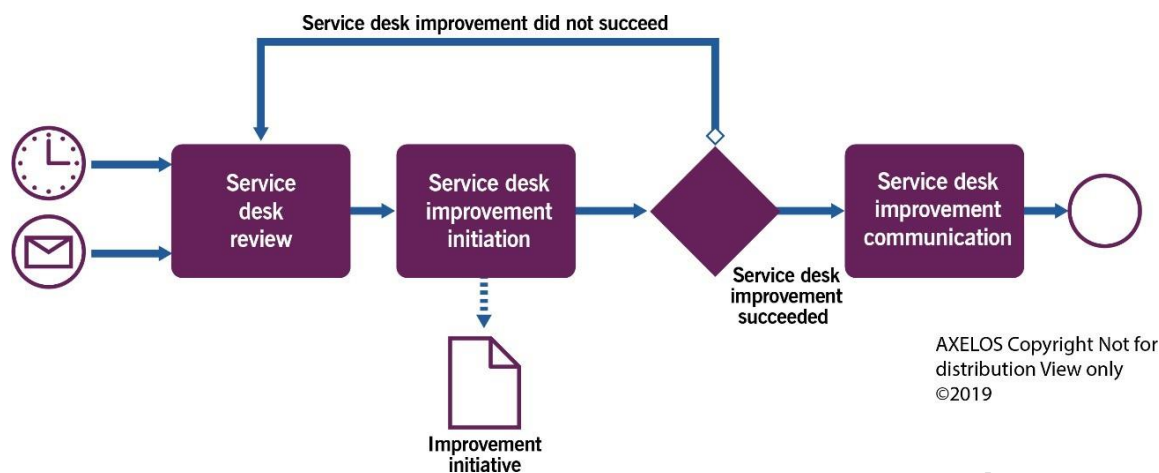 Service desk improvement did not succeed
Service
desk
review
Service desk
improvement
initiation
Service desk
improvement
succeeded
Service desk
improvement
communication
Improvement
initiative
AXELOS Copyright Not for
distribution View only
©2019